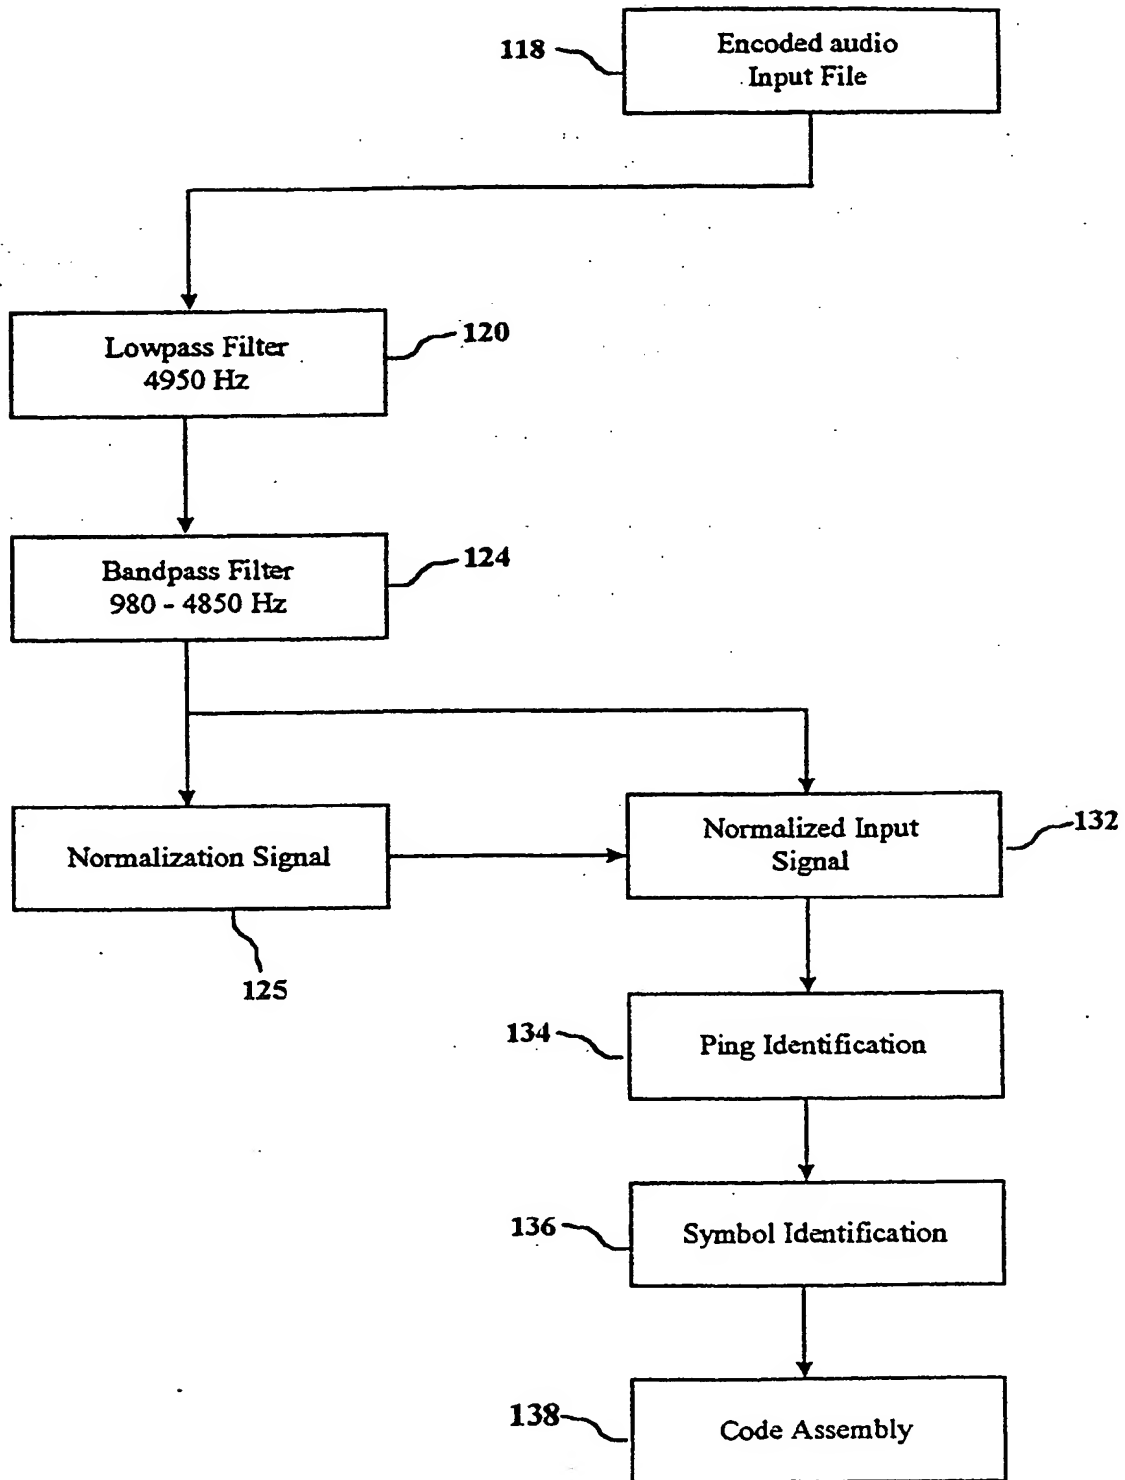 118
Encoded audio
Input File
Lowpass Filter
4950 Hz
120
Bandpass Filter
980 - 4850 Hz
124
Normalization Signal
125
Normalized Input
Signal
132
134
Ping Identification
136
Symbol Identification
138
Code Assembly